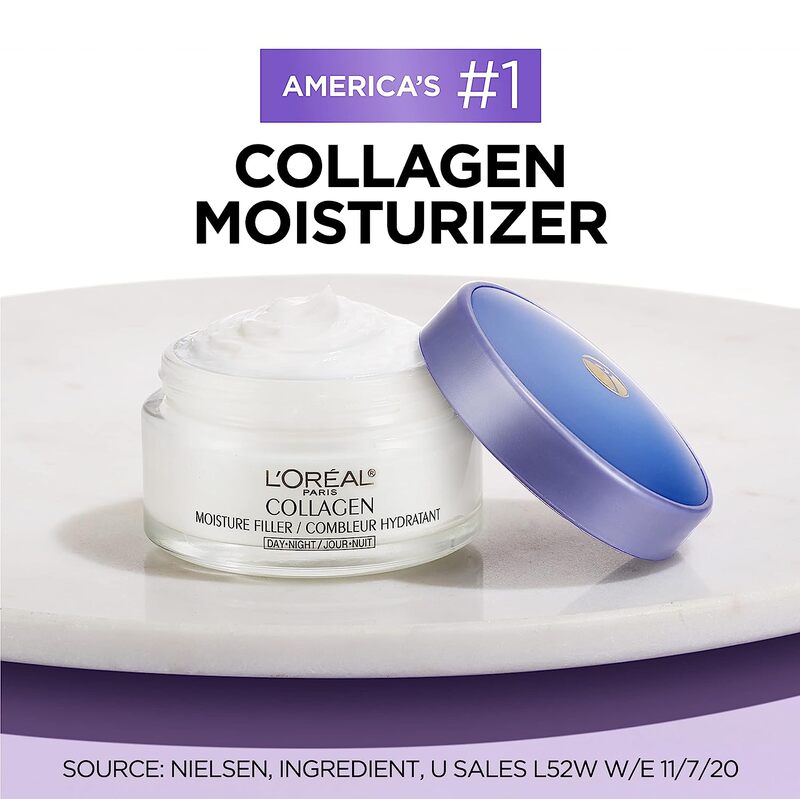 AMERICA'S #1
COLLAGEN
MOISTURIZER
L'ORÉAL®
PARIS
COLLAGEN
MOISTURE FILLER / COMBLEUR HYDRATANT
DAY•NIGHT/JOUR•NUIT
SOURCE: NIELSEN, INGREDIENT, U SALES L52W W/E 11/7/20